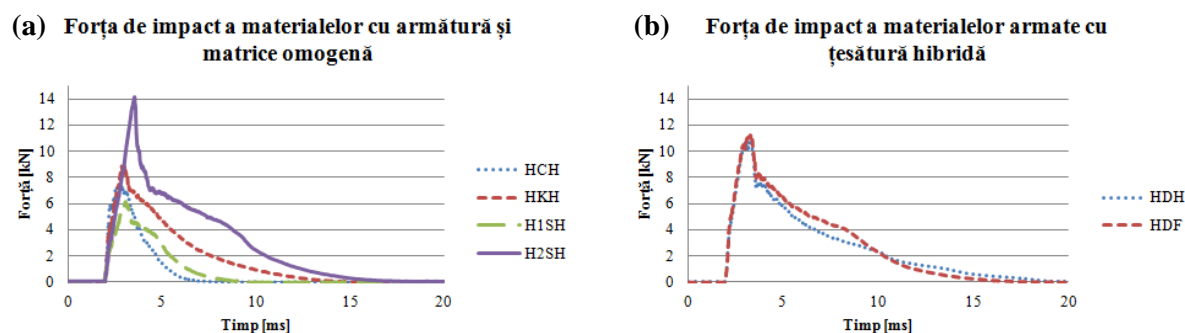 (a) Forța de impact a materialelor cu armătură și
matrice omogenă
Forță [kN]
14
12
10
8
6
4
2
0
0 5 10 15 20
Timp [ms]
HCH
HKH
H1SH
H2SH
(b) Forța de impact a materialelor armate cu
țesătură hibridă
Forță [kN]
14
12
10
8
6
4
2
0
0 5 10 15 20
Timp [ms]
HDH
HDF